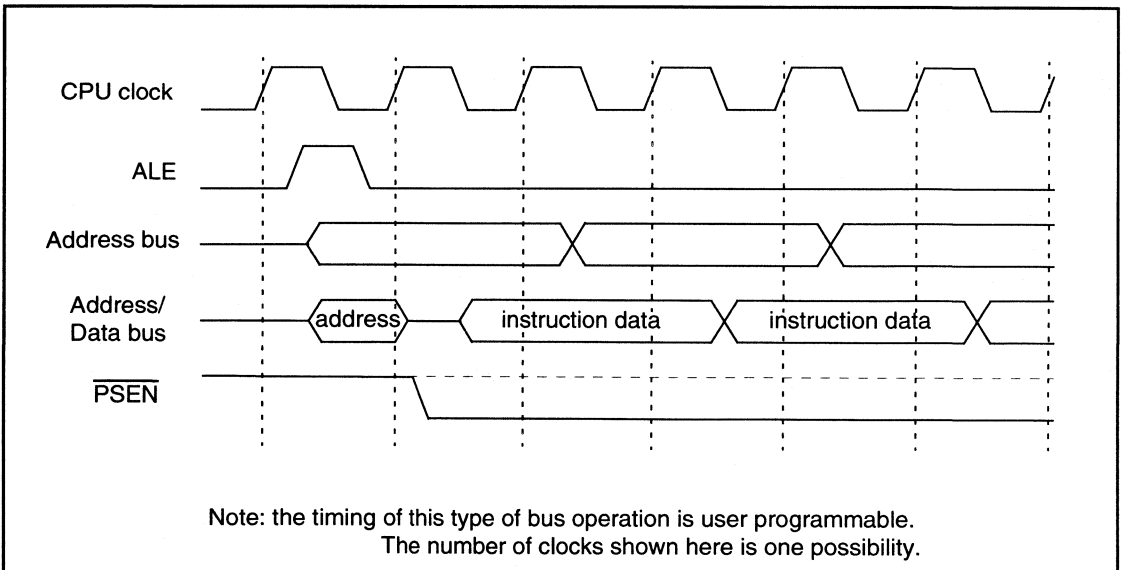 CPU clock
ALE
Address bus
Address/
Data bus
address
instruction data
instruction data
PSEN
Note: the timing of this type of bus operation is user programmable.
The number of clocks shown here is one possibility.